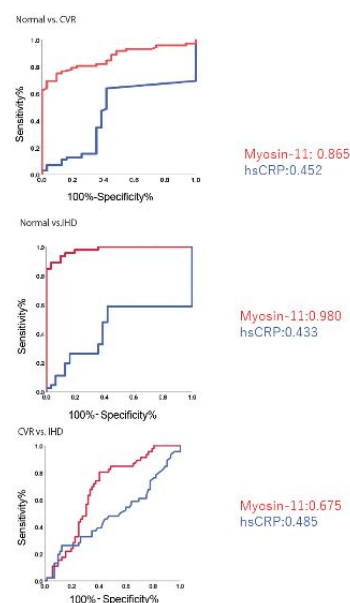 Normal vs. CVR
Sensitivity%
1.0
0.8
0.6
0.4
0.2
0.0
0.0 0.2 0.4 0.6 0.8 1.0
100%-Specificity%
Myosin-11: 0.865
hsCRP:0.452
Normal vs.IHD
Sensitivity%
1.0
0.8
0.6
0.4
0.2
0.0
0.0 0.2 0.4 0.6 0.8 1.0
100%- Specificity%
Myosin-11:0.980
hsCRP:0.433
CVR vs. IHD
Sensitivity%
1.0
0.8
0.6
0.4
0.2
0.0
0.0 0.2 0.4 0.6 0.8 1.0
100%- Specificity%
Myosin-11:0.675
hsCRP:0.485